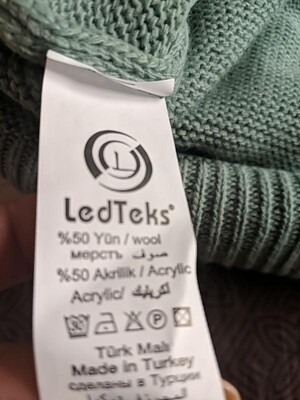 L
LedTeks®
%50 Yün / wool
мерсть صوف
%50 Akrilik / Acrylic
Acrylic/ اكريليك
P
Türk Malı
Made in Turkey
сделаны в Турции